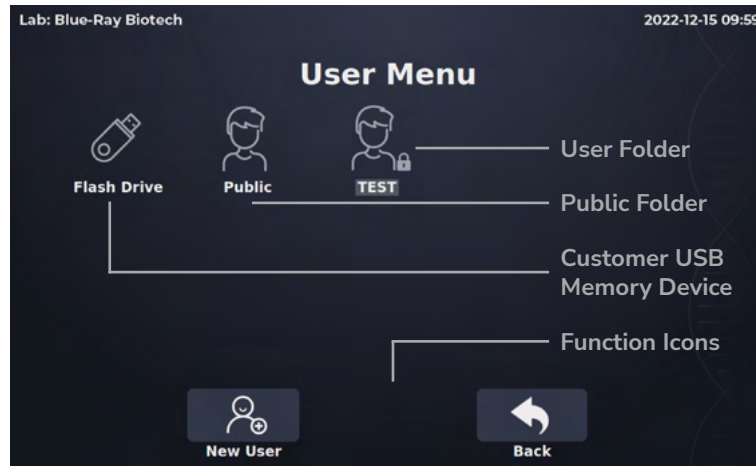 Lab: Blue-Ray Biotech
2022-12-15 09:59
User Menu
Flash Drive
Public
TEST
User Folder
Public Folder
Customer USB
Memory Device
Function Icons
New User
Back